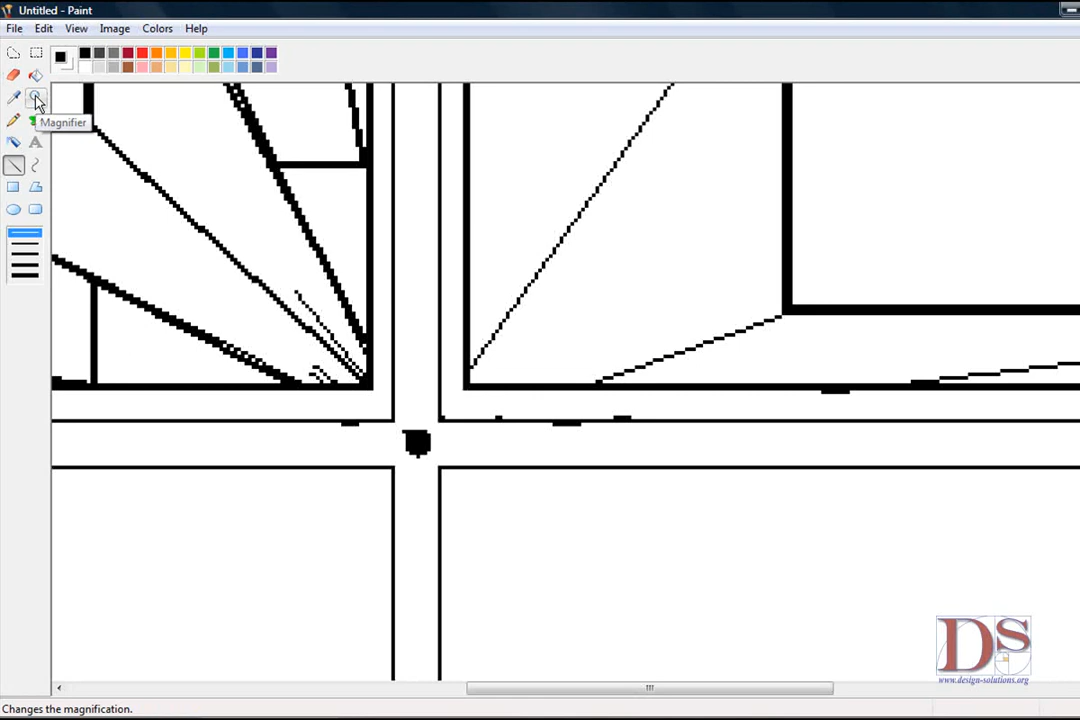 Untitled - Paint
File Edit View Image Colors Help
Magnifier
DS
www.design-solutions.org
Changes the magnification.